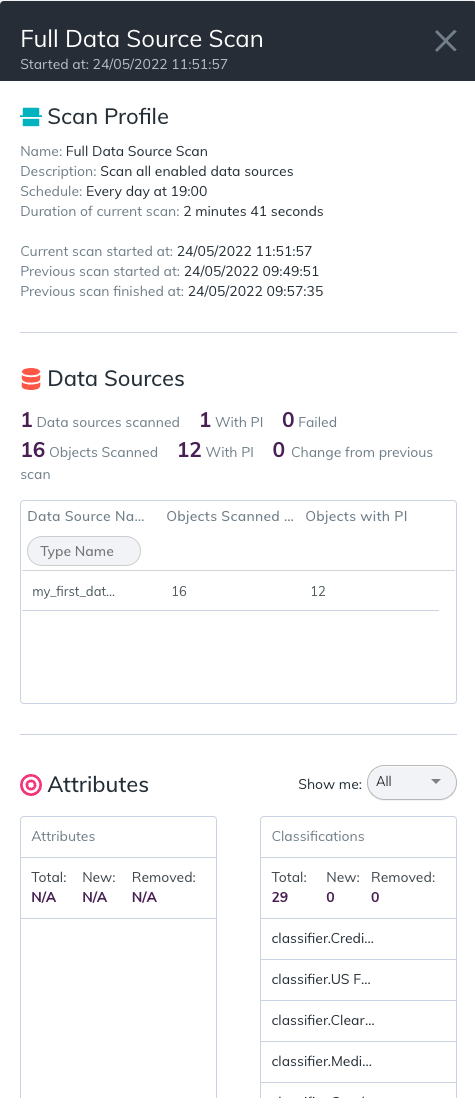 Full Data Source Scan
Started at: 24/05/2022 11:51:57
Scan Profile
Name: Full Data Source Scan
Description: Scan all enabled data sources
Schedule: Every day at 19:00
Duration of current scan: 2 minutes 41 seconds
Current scan started at: 24/05/2022 11:51:57
Previous scan started at: 24/05/2022 09:49:51
Previous scan finished at: 24/05/2022 09:57:35
Data Sources
1 Data sources scanned 1 With PI 0 Failed
16 Objects Scanned 12 With PI 0 Change from previous
scan
Data Source Na... Objects Scanned ... Objects with PI
Type Name
my_first_dat... 16 12
Attributes
Show me: All
Attributes
Total: New: Removed:
N/A N/A N/A
Classifications
Total: New: Removed:
29 0 0
classifier.Credi...
classifier.US F...
classifier.Clear...
classifier.Medi...